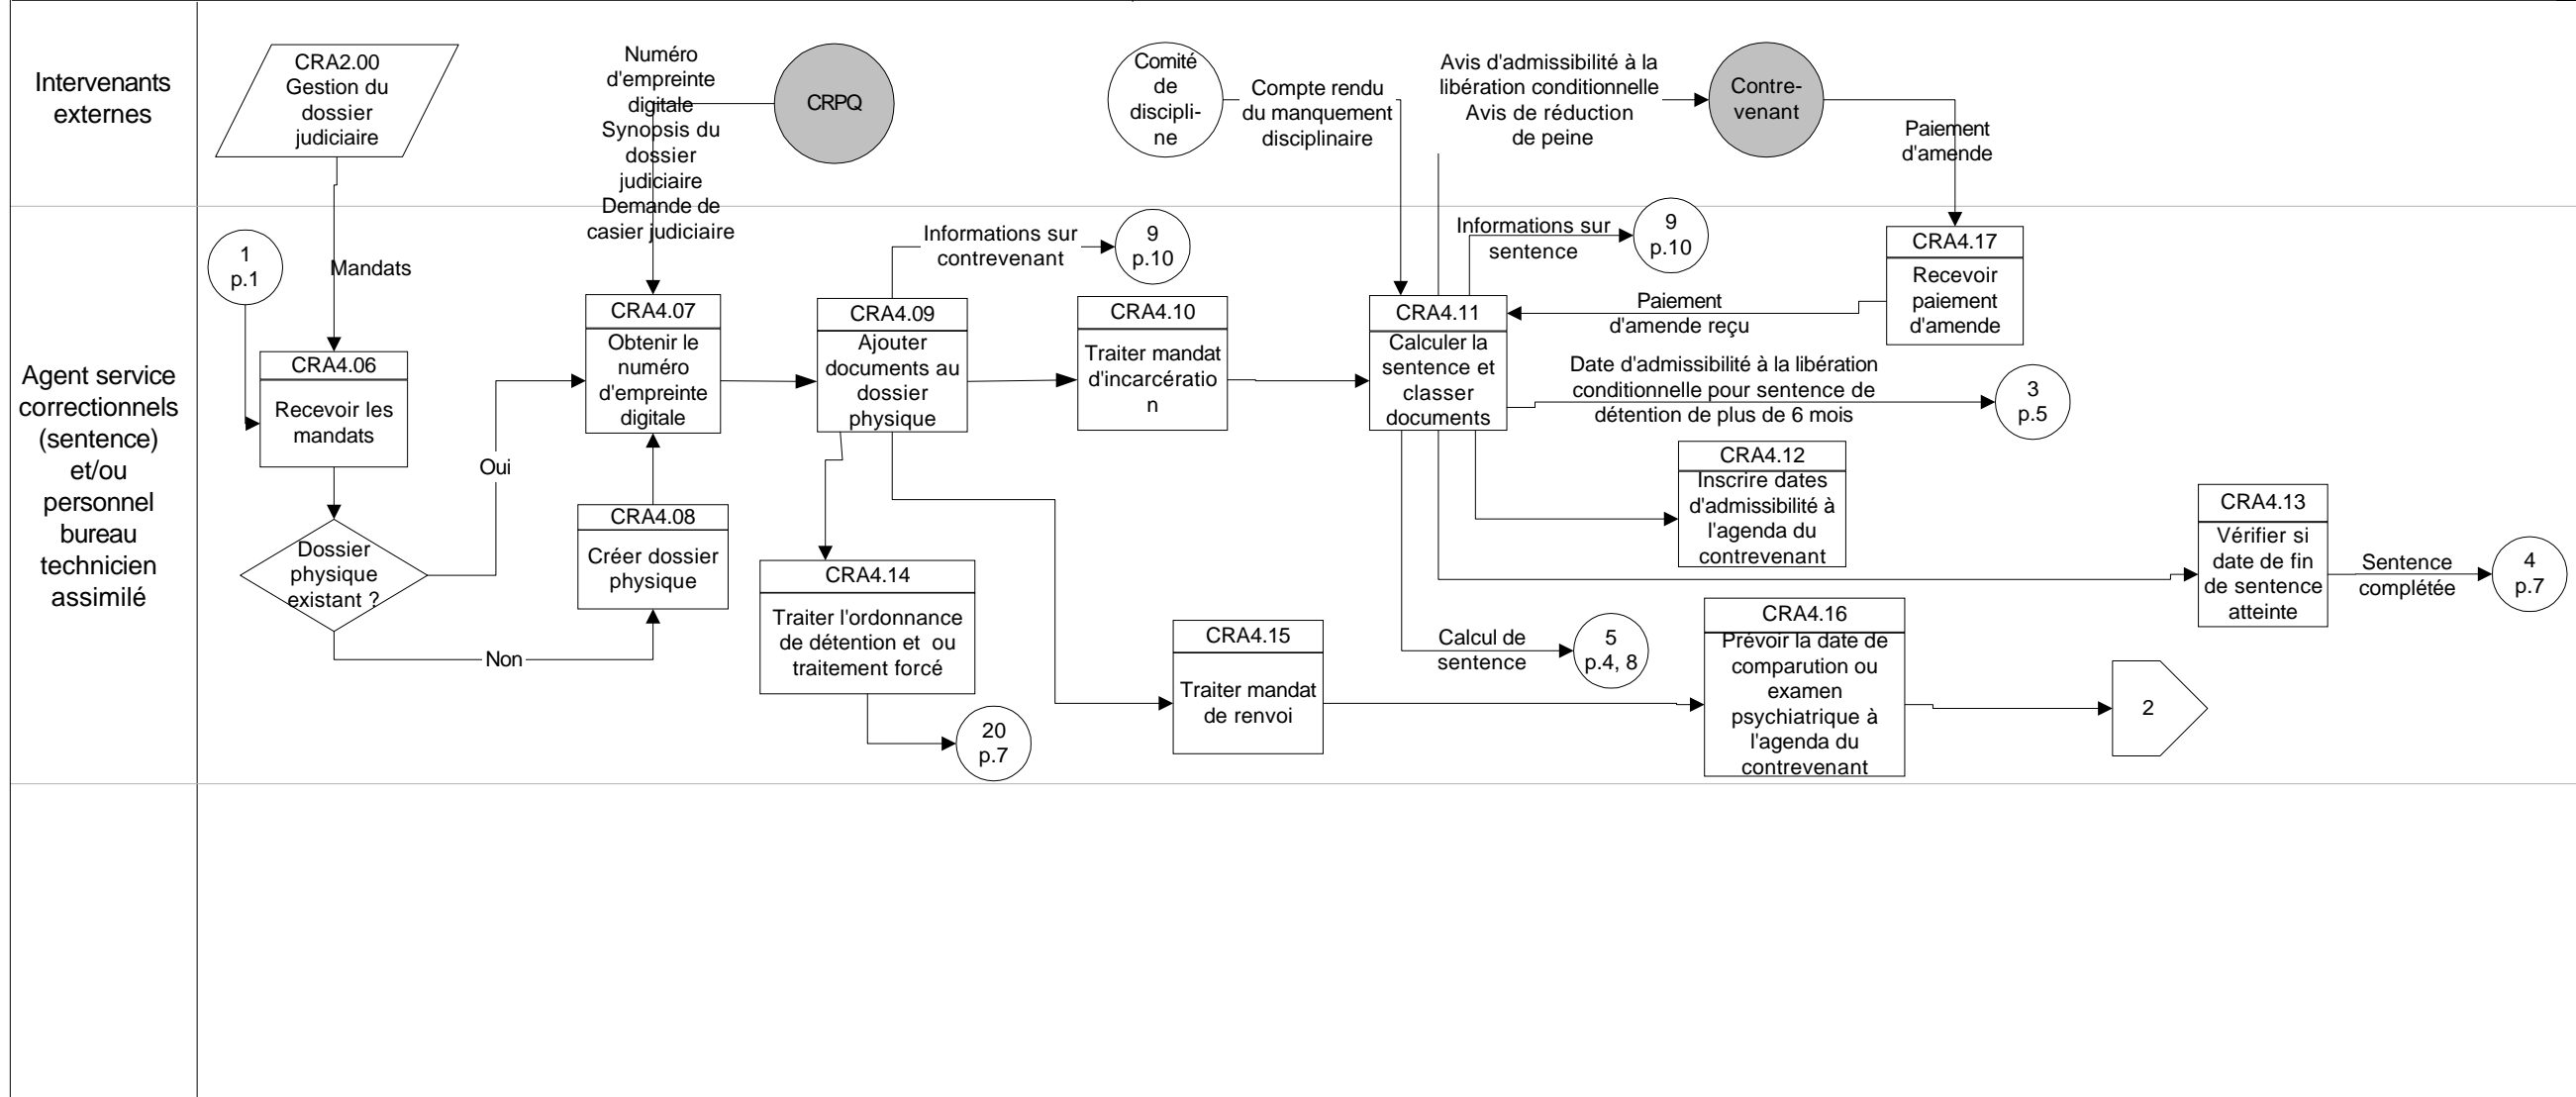 Intervenants
externes
CRA2.00
Gestion du
dossier
judiciaire
Numéro
d'empreinte
digitale
Synopsis du
dossier
judiciaire
Demande de
casier judiciaire
CRPQ
Comité
de
discipli-
ne
Compte rendu
du manquement
disciplinaire
Avis d'admissibilité à la
libération conditionnelle
Avis de réduction
de peine
Contre-
venant
Paiement
d'amende
Agent service
correctionnels
(sentence)
et/ou
personnel
bureau
technicien
assimilé
1
p.1
Mandats
CRA4.06
Recevoir les
mandats
Dossier
physique
existant ?
Oui
Non
CRA4.07
Obtenir le
numéro
d'empreinte
digitale
CRA4.08
Créer dossier
physique
Informations sur
contrevenant
9
p.10
CRA4.09
Ajouter
documents au
dossier
physique
CRA4.10
Traiter mandat
d'incarcératio
n
CRA4.14
Traiter l'ordonnance
de détention et ou
traitement forcé
20
p.7
CRA4.15
Traiter mandat
de renvoi
CRA4.11
Calculer la
sentence et
classer
documents
Informations sur
sentence
9
p.10
CRA4.17
Recevoir
paiement
d'amende
Paiement
d'amende reçu
Date d'admissibilité à la libération
conditionnelle pour sentence de
détention de plus de 6 mois
3
p.5
CRA4.12
Inscrire dates
d'admissibilité à
l'agenda du
contrevenant
CRA4.13
Vérifier si
date de fin
de sentence
atteinte
Sentence
complétée
4
p.7
Calcul de
sentence
5
p.4, 8
CRA4.16
Prévoir la date de
comparution ou
examen
psychiatrique à
l'agenda du
contrevenant
2